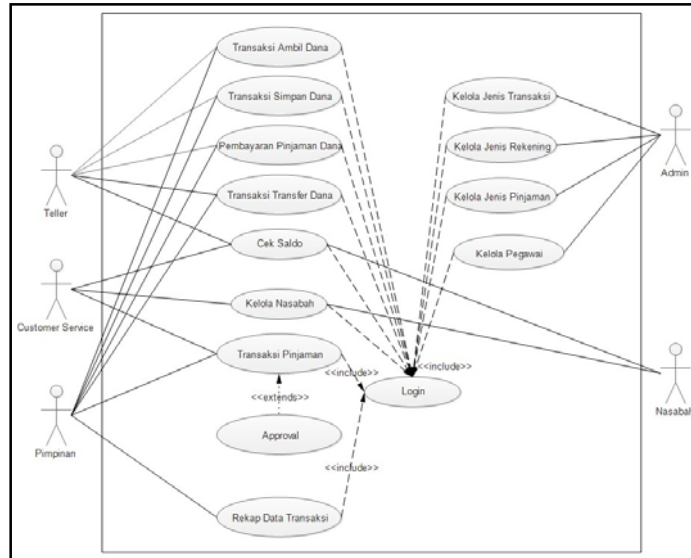 Transaksi Ambil Dana
Transaksi Simpan Dana
Kelola Jenis Transaksi
Pembayaran Pinjaman Dana
Kelola Jenis Rekening
Teller
Admin
Transaksi Transfer Dana
Kelola Jenis Pinjaman
Cek Saldo
Kelola Pegawai
Kelola Nasabah
Customer Service
Transaksi Pinjaman
<<include>>
<<include>>
Login
<<extends>>
Nasabah
Approval
Pimpinan
<<include>>
Rekap Data Transaksi